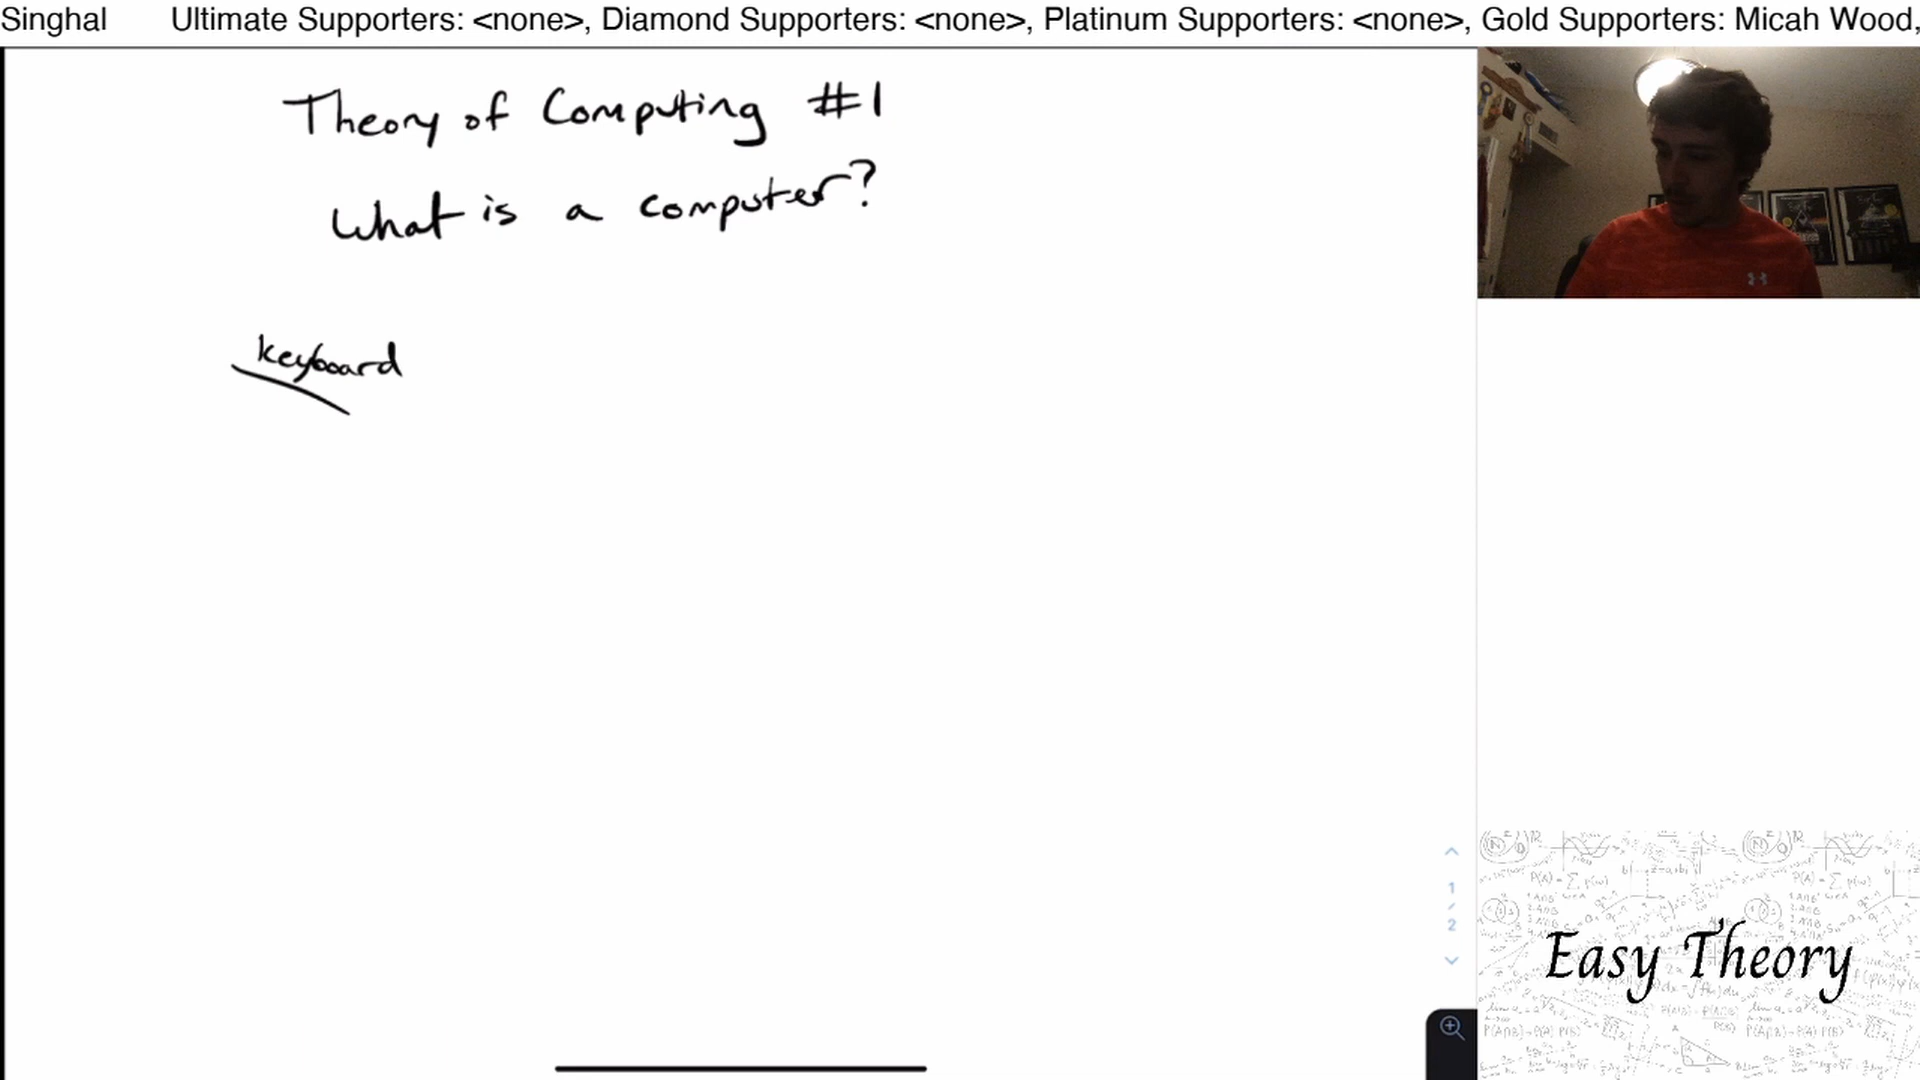 Singhal Ultimate Supporters: <none>, Diamond Supporters: <none>, Platinum Supporters: <none>, Gold Supporters: Micah Wood,
Theory of Computing #1
What is a computer?
keyboard
1
2
Easy Theory